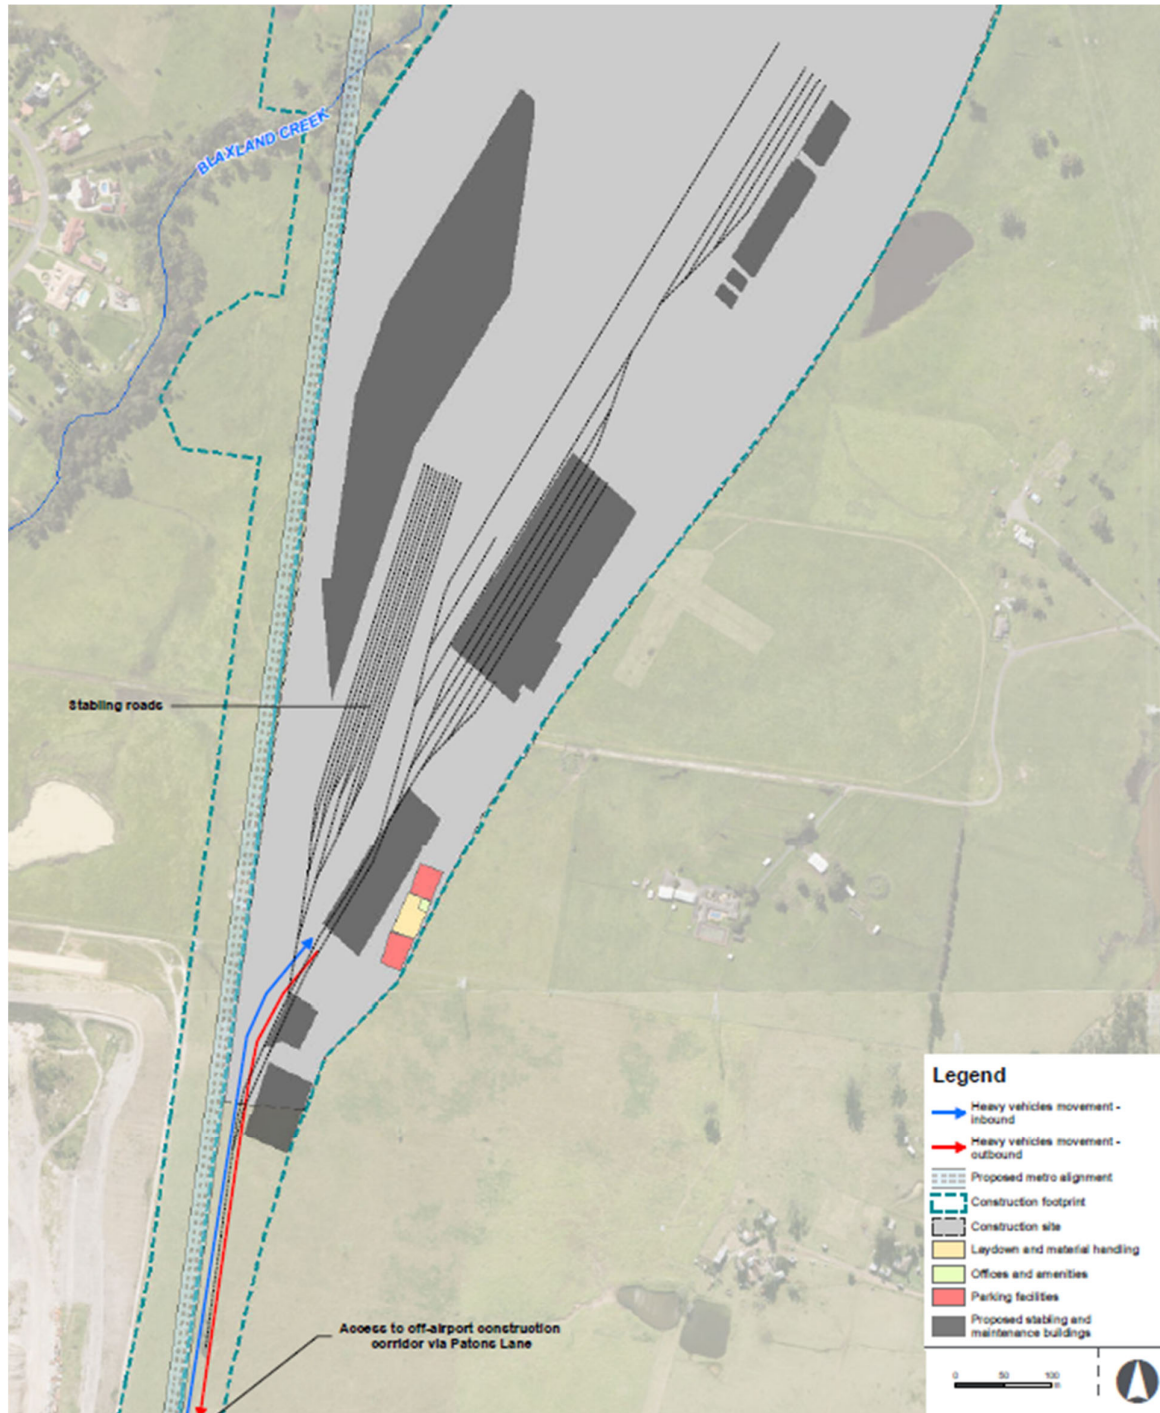 BLAXLAND CREEK
Stabling roads
Access to off-airport construction
corridor via Patons Lane
Legend
Heavy vehicles movement -
inbound
Heavy vehicles movement -
outbound
Proposed metro alignment
Construction footprint
Construction site
Laydown and material handling
Offices and amenities
Parking facilities
Proposed stabling and
maintenance buildings
0 50 100
m